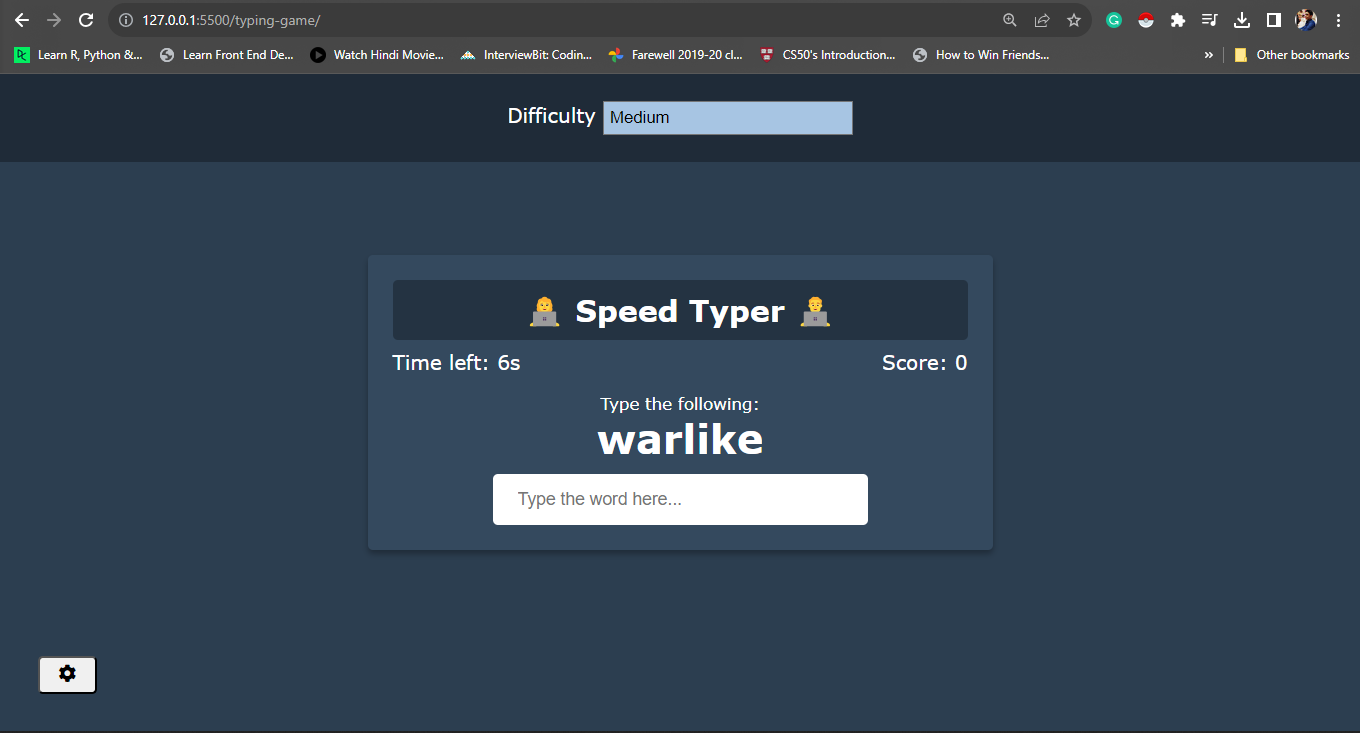 127.0.0.1:5500/typing-game/
Learn R, Python &... Learn Front End De... Watch Hindi Movie... InterviewBit: Codin... Farewell 2019-20 cl... CS50's Introduction... How to Win Friends... » Other bookmarks
Difficulty Medium
Speed Typer
Time left: 6s Score: 0
Type the following:
warlike
Type the word here...